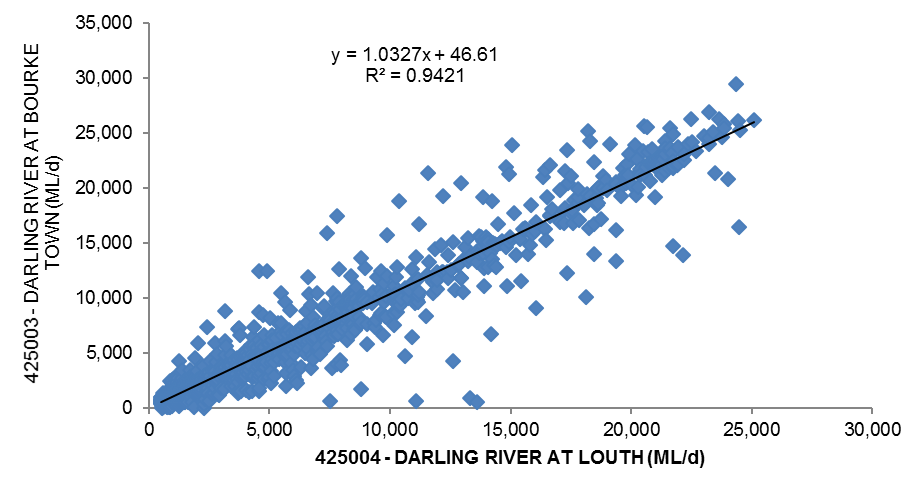 35,000
30,000
25,000
20,000
15,000
10,000
5,000
0
425003 - DARLING RIVER AT BOURKE
TOWN (ML/d)
y = 1.0327x + 46.61
R² = 0.9421
0 5,000 10,000 15,000 20,000 25,000 30,000
425004 - DARLING RIVER AT LOUTH (ML/d)